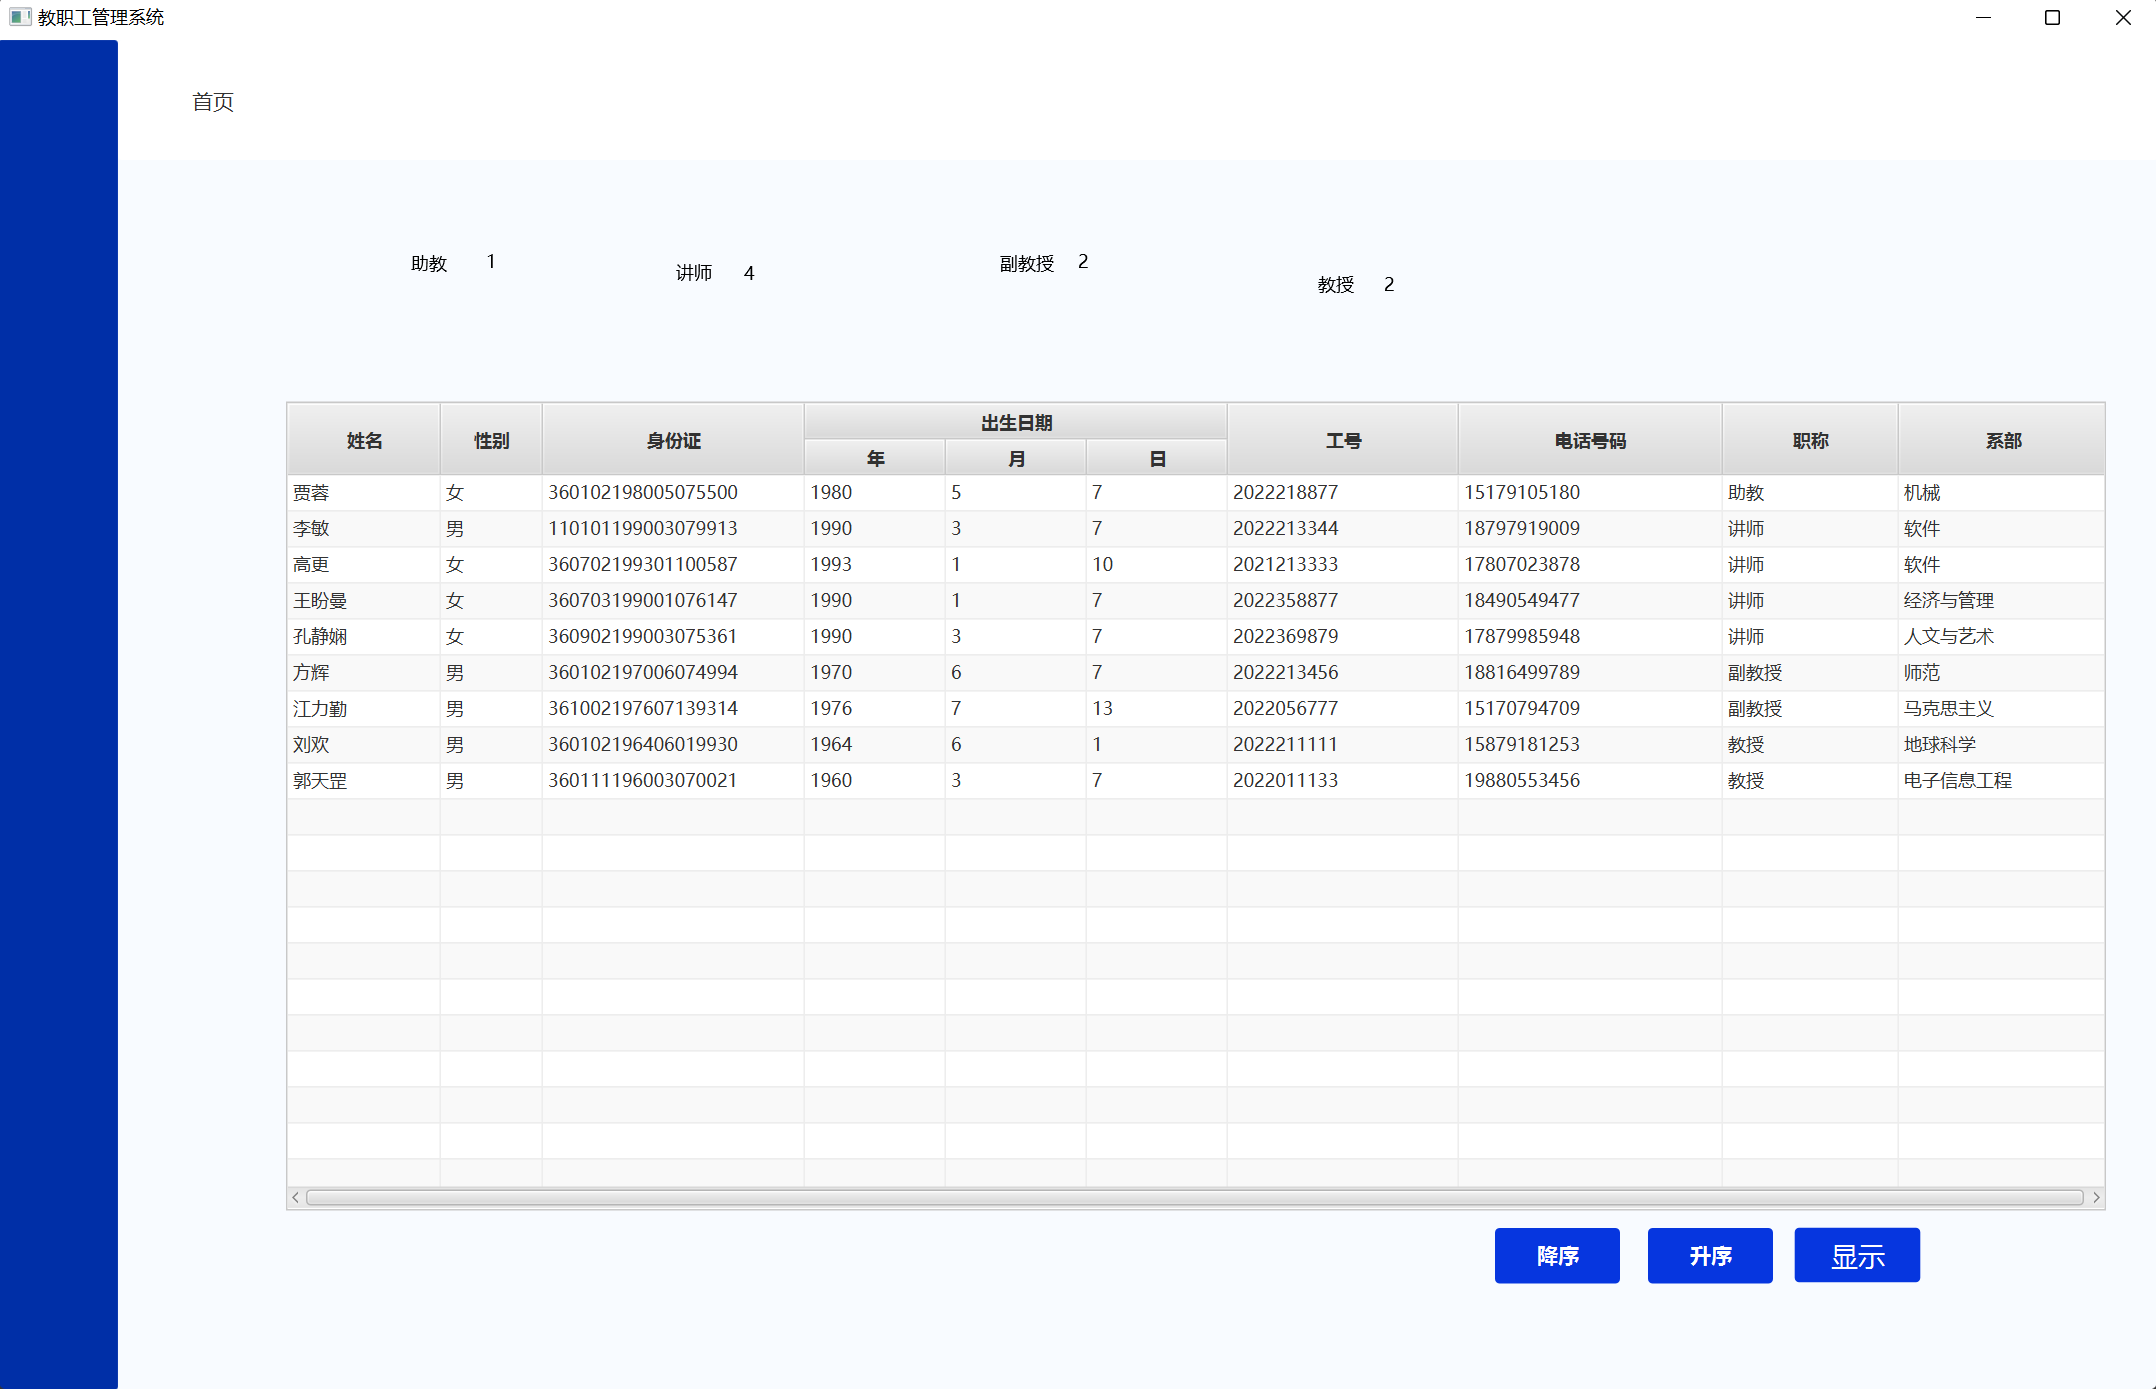 教职工管理系统
首页
助教 1 讲师 4 副教授 2 教授 2
姓名 性别 身份证 出生日期 工号 电话号码 职称 系部
年 月 日
贾蓉 女 360102198005075500 1980 5 7 2022218877 15179105180 助教 机械
李敏 男 110101199003079913 1990 3 7 2022213344 18797919009 讲师 软件
高更 女 360702199301100587 1993 1 10 2021213333 17807023878 讲师 软件
王盼曼 女 360703199001076147 1990 1 7 2022358877 18490549477 讲师 经济与管理
孔静娴 女 360902199003075361 1990 3 7 2022369879 17879985948 讲师 人文与艺术
方辉 男 360102197006074994 1970 6 7 2022213456 18816499789 副教授 师范
江力勤 男 361002197607139314 1976 7 13 2022056777 15170794709 副教授 马克思主义
刘欢 男 360102196406019930 1964 6 1 2022211111 15879181253 教授 地球科学
郭天罡 男 360111196003070021 1960 3 7 2022011133 19880553456 教授 电子信息工程
降序 升序 显示